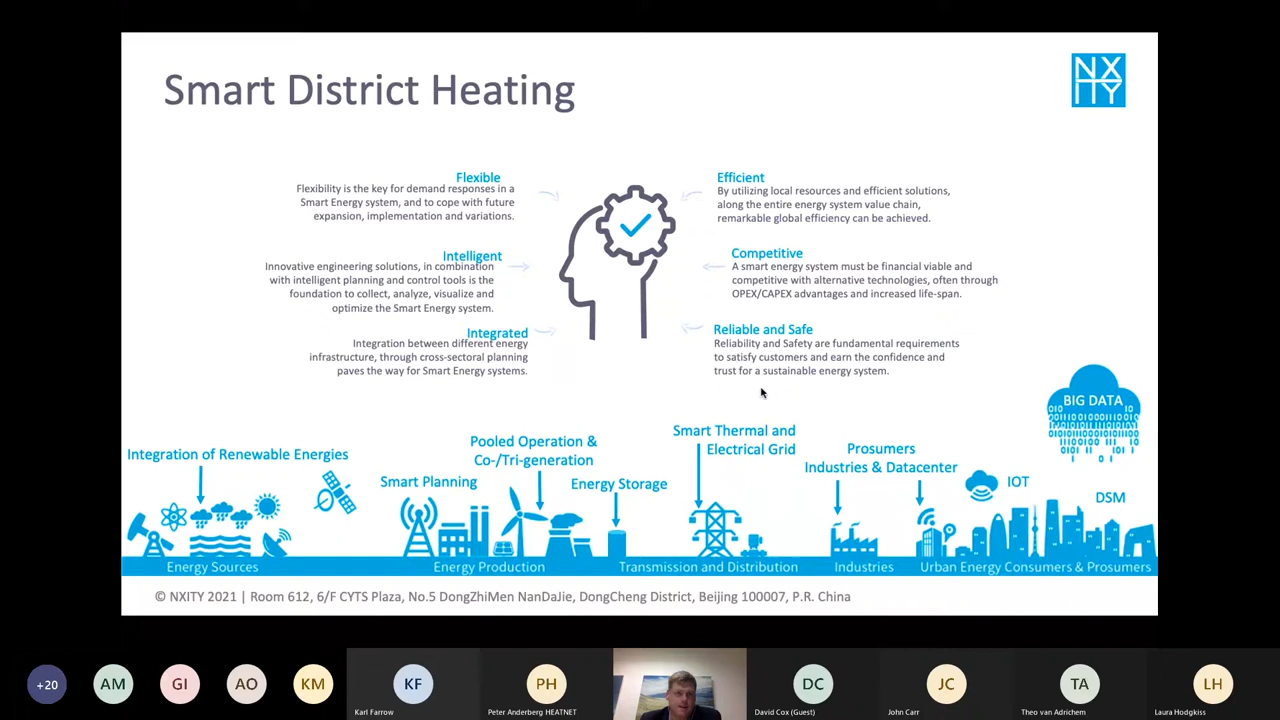 Smart District Heating
NX
ITY
Flexible
Flexibility is the key for demand responses in a
Smart Energy system, and to cope with future
expansion, implementation and variations.
Intelligent
Innovative engineering solutions, in combination
with intelligent planning and control tools is the
foundation to collect, analyze, visualize and
optimize the Smart Energy system.
Integrated
Integration between different energy
infrastructure, through cross-sectoral planning
paves the way for Smart Energy systems.
Efficient
By utilizing local resources and efficient solutions,
along the entire energy system value chain,
remarkable global efficiency can be achieved.
Competitive
A smart energy system must be financial viable and
competitive with alternative technologies, often through
OPEX/CAPEX advantages and increased life-span.
Reliable and Safe
Reliability and Safety are fundamental requirements
to satisfy customers and earn the confidence and
trust for a sustainable energy system.
BIG DATA
Integration of Renewable Energies
Smart Planning
Pooled Operation &
Co-/Tri-generation
Energy Storage
Smart Thermal and
Electrical Grid
Prosumers
Industries & Datacenter
IOT
DSM
Energy Sources
Energy Production
Transmission and Distribution
Industries
Urban Energy Consumers & Prosumers
© NXITY 2021 | Room 612, 6/F CYTS Plaza, No.5 DongZhiMen NanDaJie, DongCheng District, Beijing 100007, P.R. China
+20
AM
GI
AO
KM
KF
Karl Farrow
PH
Peter Anderberg HEATNET
DC
David Cox (Guest)
JC
John Carr
TA
Theo van Adrichem
LH
Laura Hodgkiss